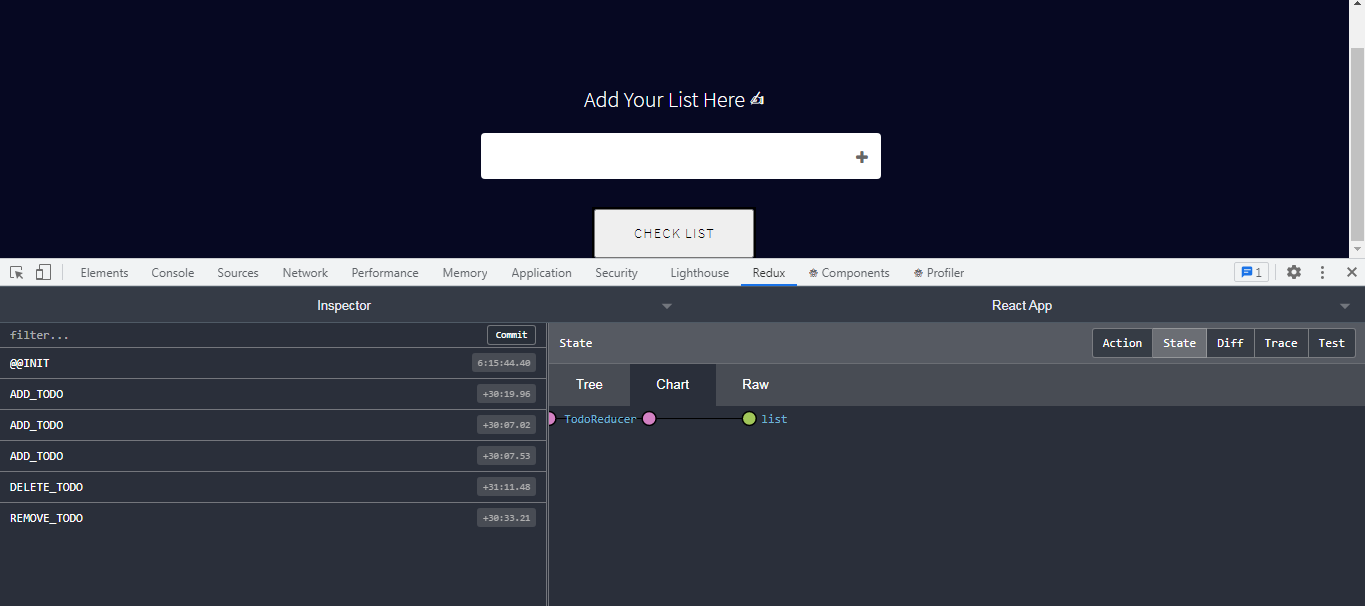 Add Your List Here ✍
CHECK LIST
Elements Console Sources Network Performance Memory Application Security Lighthouse Redux Components Profiler 1
Inspector React App
filter... Commit
State Action State Diff Trace Test
@@INIT 6:15:44.40
Tree Chart Raw
ADD_TODO +30:19.96
TodoReducer list
ADD_TODO +30:07.02
ADD_TODO +30:07.53
DELETE_TODO +31:11.48
REMOVE_TODO +30:33.21